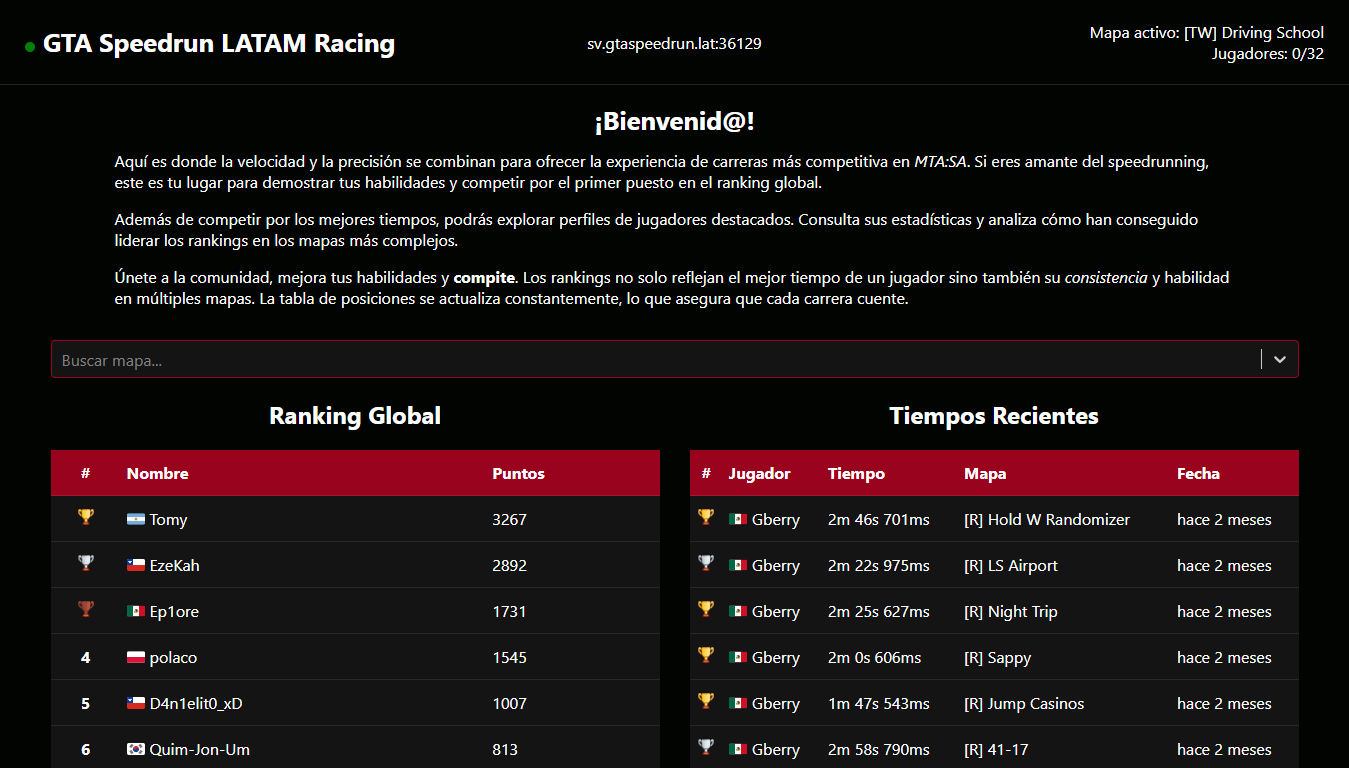 GTA Speedrun LATAM Racing
sv.gtaspeedrun.lat:36129
Mapa activo: [TW] Driving School
Jugadores: 0/32
¡Bienvenid@!
Aquí es donde la velocidad y la precisión se combinan para ofrecer la experiencia de carreras más competitiva en MTA:SA. Si eres amante del speedrunning,
este es tu lugar para demostrar tus habilidades y competir por el primer puesto en el ranking global.
Además de competir por los mejores tiempos, podrás explorar perfiles de jugadores destacados. Consulta sus estadísticas y analiza cómo han conseguido
liderar los rankings en los mapas más complejos.
Únete a la comunidad, mejora tus habilidades y compite. Los rankings no solo reflejan el mejor tiempo de un jugador sino también su consistencia y habilidad
en múltiples mapas. La tabla de posiciones se actualiza constantemente, lo que asegura que cada carrera cuente.
Buscar mapa...
Ranking Global
# Nombre Puntos
Tomy 3267
EzeKah 2892
Ep1ore 1731
4 polaco 1545
5 D4n1elit0_xD 1007
6 Quim-Jon-Um 813
Tiempos Recientes
# Jugador Tiempo Mapa Fecha
Gberry 2m 46s 701ms [R] Hold W Randomizer hace 2 meses
Gberry 2m 22s 975ms [R] LS Airport hace 2 meses
Gberry 2m 25s 627ms [R] Night Trip hace 2 meses
Gberry 2m 0s 606ms [R] Sappy hace 2 meses
Gberry 1m 47s 543ms [R] Jump Casinos hace 2 meses
Gberry 2m 58s 790ms [R] 41-17 hace 2 meses